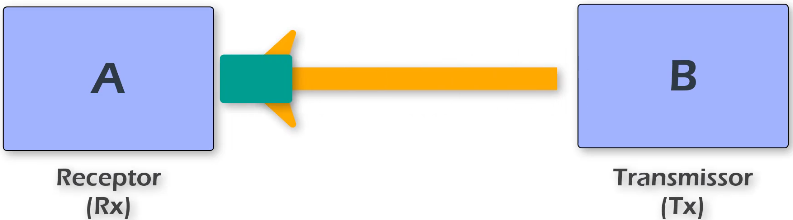 A
B
Receptor
(Rx)
Transmissor
(Tx)